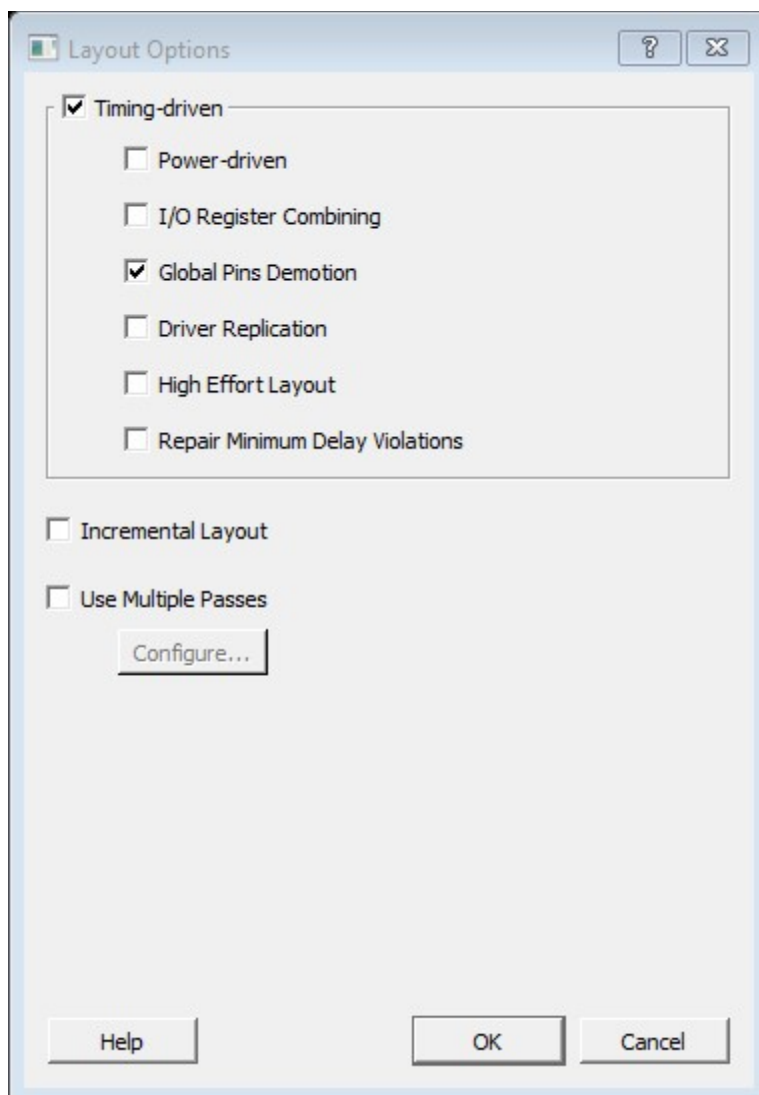 Layout Options
Timing-driven
Power-driven
I/O Register Combining
Global Pins Demotion
Driver Replication
High Effort Layout
Repair Minimum Delay Violations
Incremental Layout
Use Multiple Passes
Configure...
Help OK Cancel